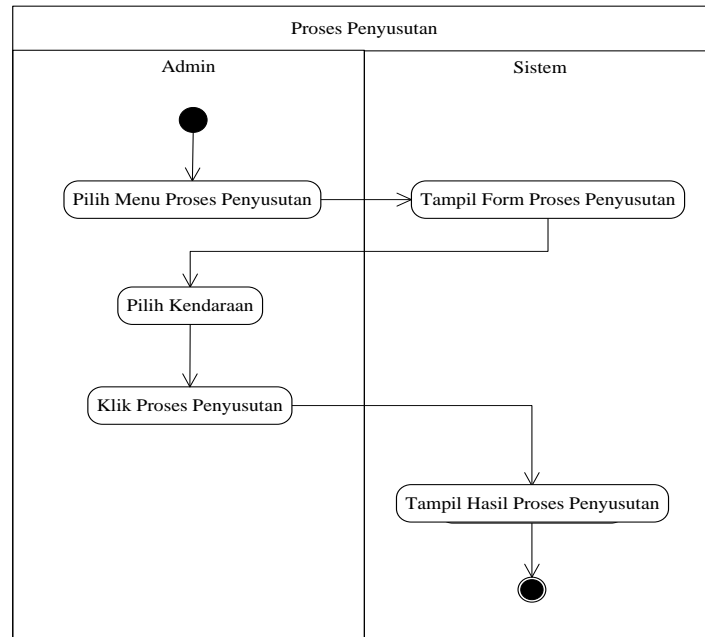 Proses Penyusutan
Admin
Sistem
Pilih Menu Proses Penyusutan
Tampil Form Proses Penyusutan
Pilih Kendaraan
Klik Proses Penyusutan
Tampil Hasil Proses Penyusutan